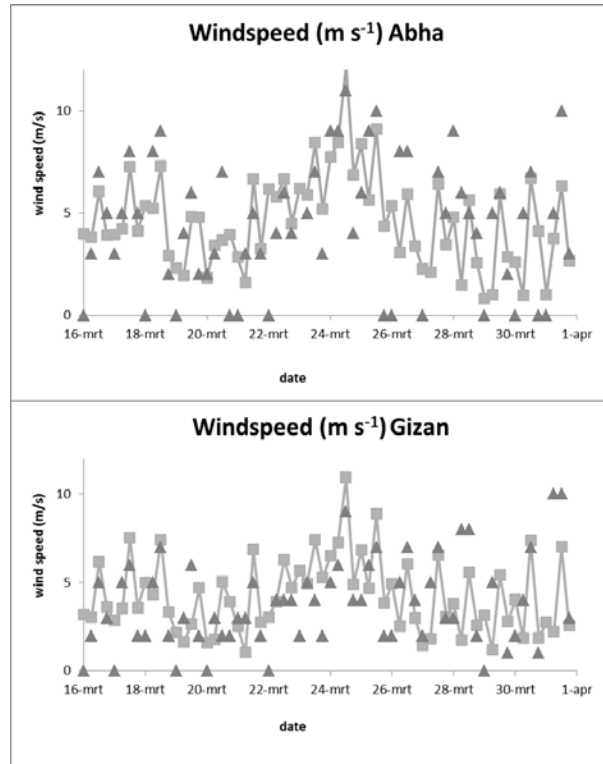 Windspeed (m s⁻¹) Abha
wind speed (m/s)
10
5
0
16-mrt 18-mrt 20-mrt 22-mrt 24-mrt 26-mrt 28-mrt 30-mrt 1-apr
date
Windspeed (m s⁻¹) Gizan
wind speed (m/s)
10
5
0
16-mrt 18-mrt 20-mrt 22-mrt 24-mrt 26-mrt 28-mrt 30-mrt 1-apr
date